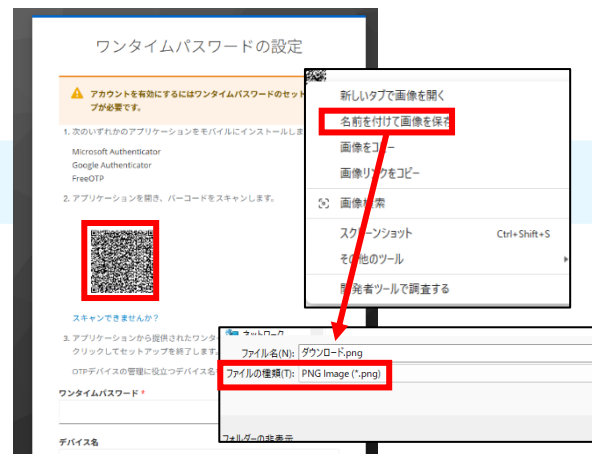 ワンタイムパスワードの設定
アカウントを有効にするにはワンタイムパスワードのセット
プが必要です。
1. 次のいずれかのアプリケーションをモバイルにインストールしま
Microsoft Authenticator
Google Authenticator
FreeOTP
2. アプリケーションを開き、バーコードをスキャンします。
スキャンできませんか？
3. アプリケーションから提供されたワンタ
クリックしてセットアップを終了します。
OTPデバイスの管理に役立つデバイス名
ワンタイムパスワード *
デバイス名
新しいタブで画像を開く
名前を付けて画像を保存
画像をコピー
画像リンクをコピー
画像検索
スクリーンショット Ctrl+Shift+S
その他のツール
開発者ツールで調査する
ネットワーク
ファイル名(N): ダウンロード.png
ファイルの種類(T): PNG Image (*.png)
フォルダーの非表示